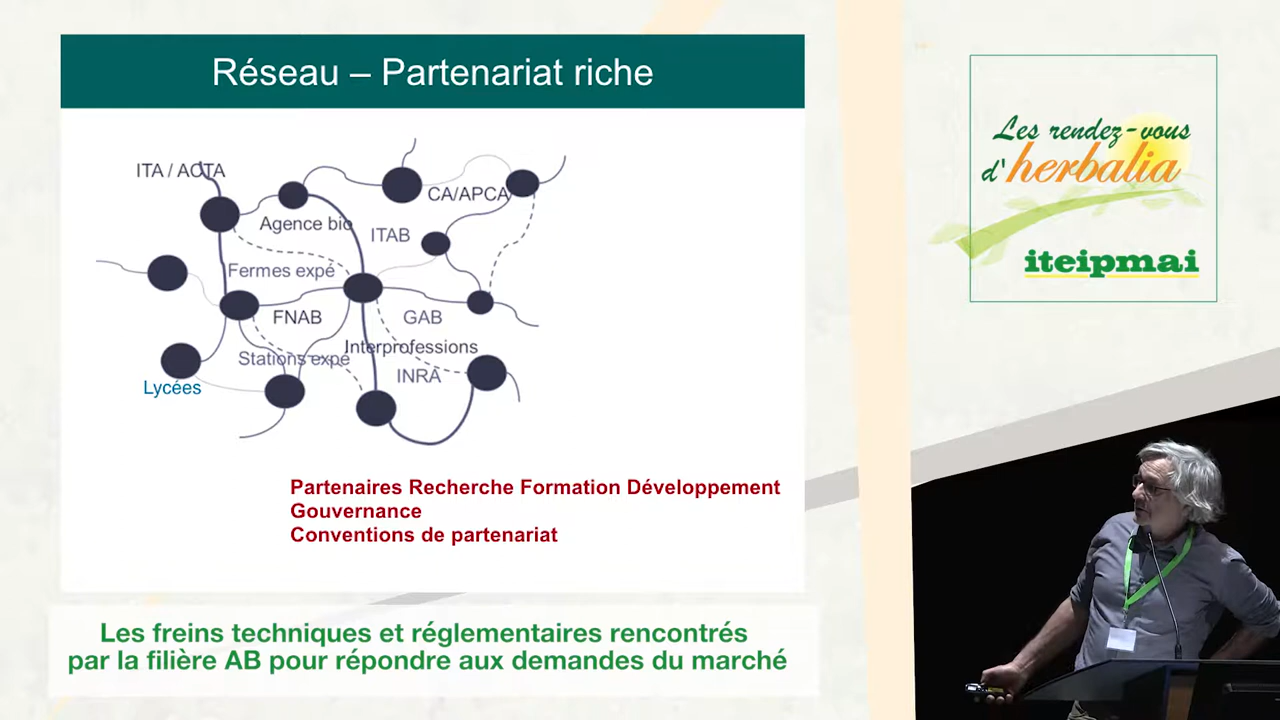 Réseau – Partenariat riche
ITA / ACTA
Agence bio
CA/APCA
ITAB
Fermes expé
FNAB
GAB
Interprofessions
Stations expé
INRA
Lycées
Partenaires Recherche Formation Développement
Gouvernance
Conventions de partenariat
Les freins techniques et réglementaires rencontrés
par la filière AB pour répondre aux demandes du marché
Les rendez-vous
d'herbalia
iteipmai